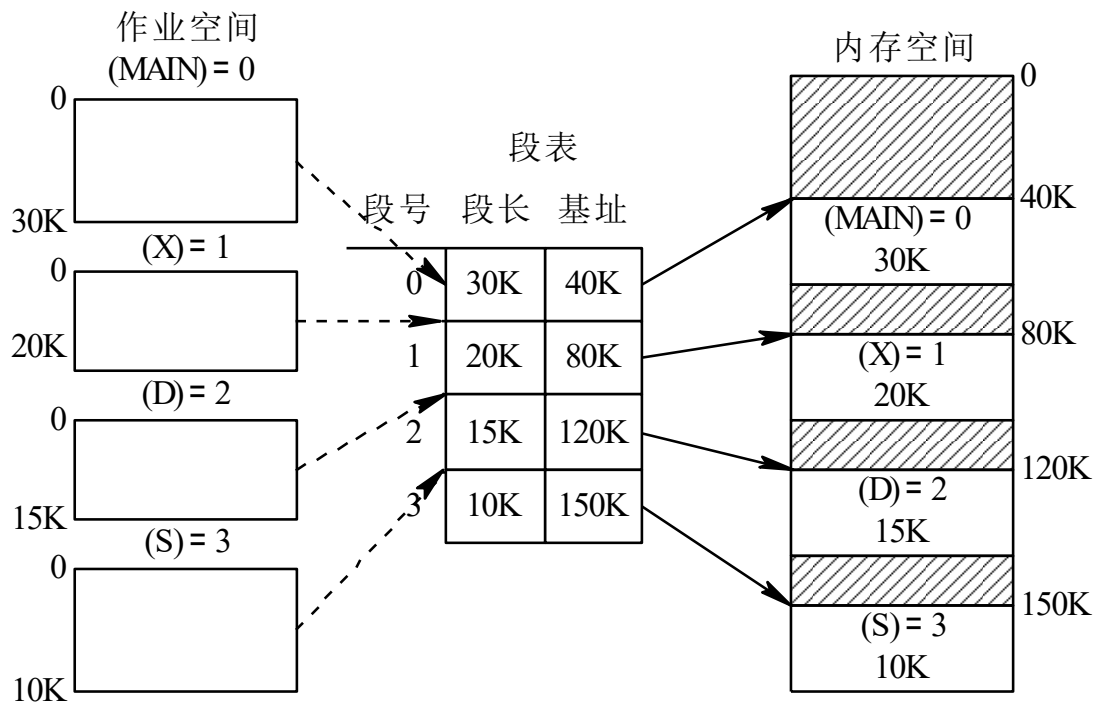 作业空间
(MAIN) = 0
0
30K
(X) = 1
0
20K
(D) = 2
0
15K
(S) = 3
0
10K
段表
段号 段长 基址
0 30K 40K
1 20K 80K
2 15K 120K
3 10K 150K
内存空间
0
40K
(MAIN) = 0
30K
80K
(X) = 1
20K
120K
(D) = 2
15K
150K
(S) = 3
10K